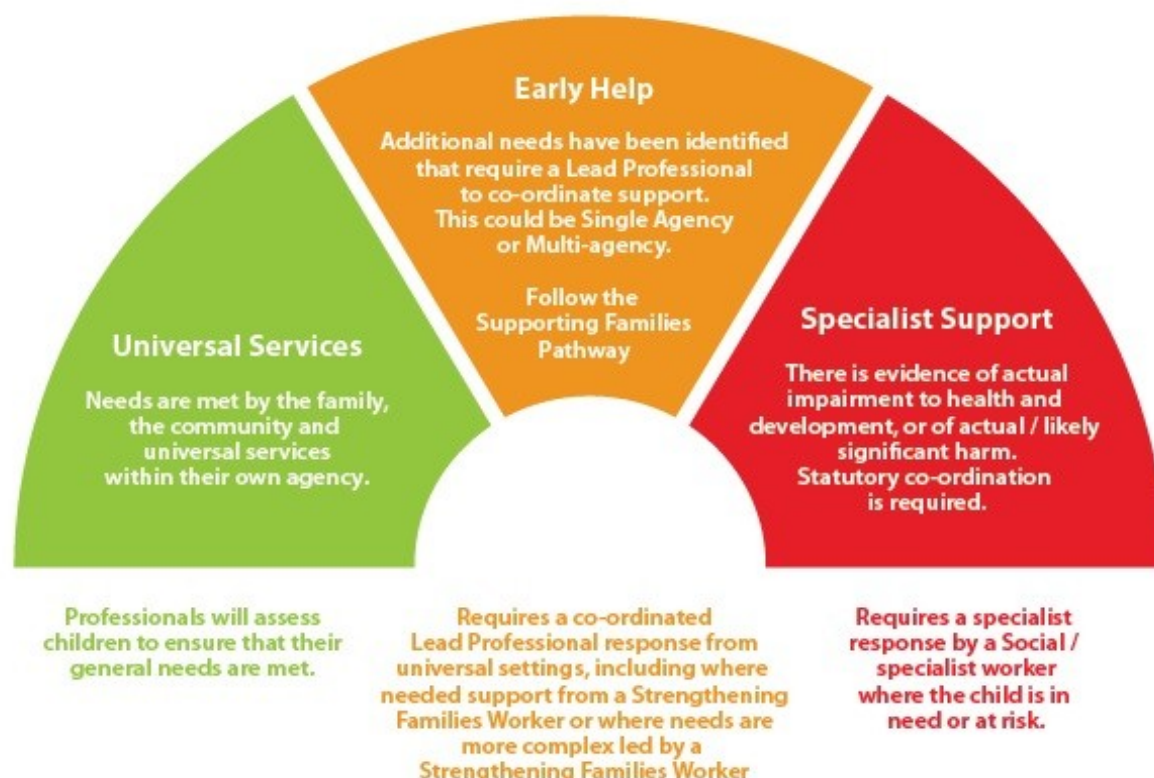 Early Help
Additional needs have been identified
that require a Lead Professional
to co-ordinate support.
This could be Single Agency
or Multi-agency.
Follow the
Supporting Families
Pathway
Universal Services
Needs are met by the family,
the community and
universal services
within their own agency.
Specialist Support
There is evidence of actual
impairment to health and
development, or of actual / likely
significant harm.
Statutory co-ordination
is required.
Professionals will assess
children to ensure that their
general needs are met.
Requires a co-ordinated
Lead Professional response from
universal settings, including where
needed support from a Strengthening
Families Worker or where needs are
more complex led by a
Strengthening Families Worker
Requires a specialist
response by a Social /
specialist worker
where the child is in
need or at risk.